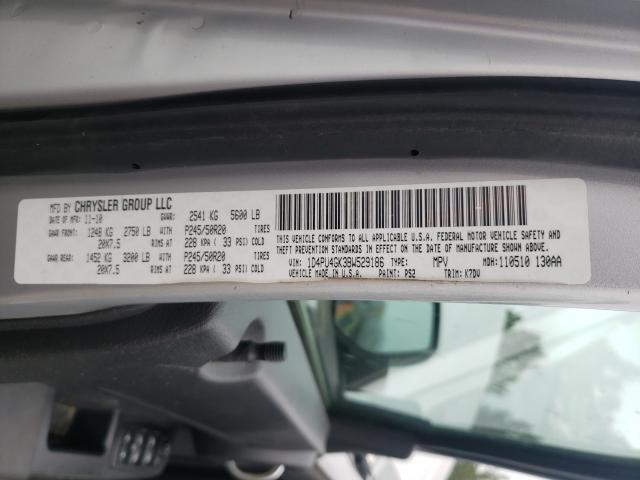 MFD BY CHRYSLER GROUP LLC
DATE OF MFR 11-10 GVWR: 2541 KG 5600 LB
GAWR FRONT: 1248 KG 2750 LB WITH P245/50R20 TIRES
20X7.5 RIMS AT 228 KPA ( 33 PSI) COLD
GAWR REAR: 1452 KG 3200 LB WITH P245/50R20 TIRES
20X7.5 RIMS AT 228 KPA ( 33 PSI) COLD
THIS VEHICLE CONFORMS TO ALL APPLICABLE U.S.A. FEDERAL MOTOR VEHICLE SAFETY
AND THEFT PREVENTION STANDARDS IN EFFECT ON THE DATE OF MANUFACTURE SHOWN ABOVE.
VIN: 1D4PU4GK3BW529186 TYPE: MPV MDH:110510 130AA
VEHICLE MADE IN U.S.A. PAINT: PS2 TRIM: K7DV